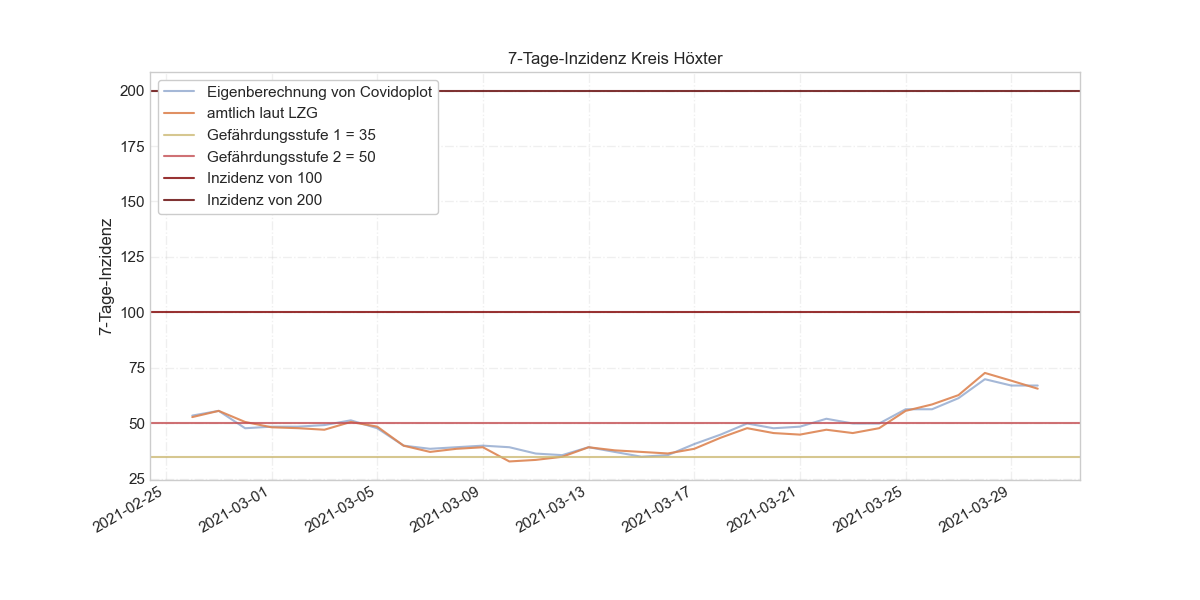 7-Tage-Inzidenz Kreis Höxter
Eigenberechnung von Covidoplot
amtlich laut LZG
Gefährdungsstufe 1 = 35
Gefährdungsstufe 2 = 50
Inzidenz von 100
Inzidenz von 200
7-Tage-Inzidenz
200
175
150
125
100
75
50
25
2021-02-25
2021-03-01
2021-03-05
2021-03-09
2021-03-13
2021-03-17
2021-03-21
2021-03-25
2021-03-29